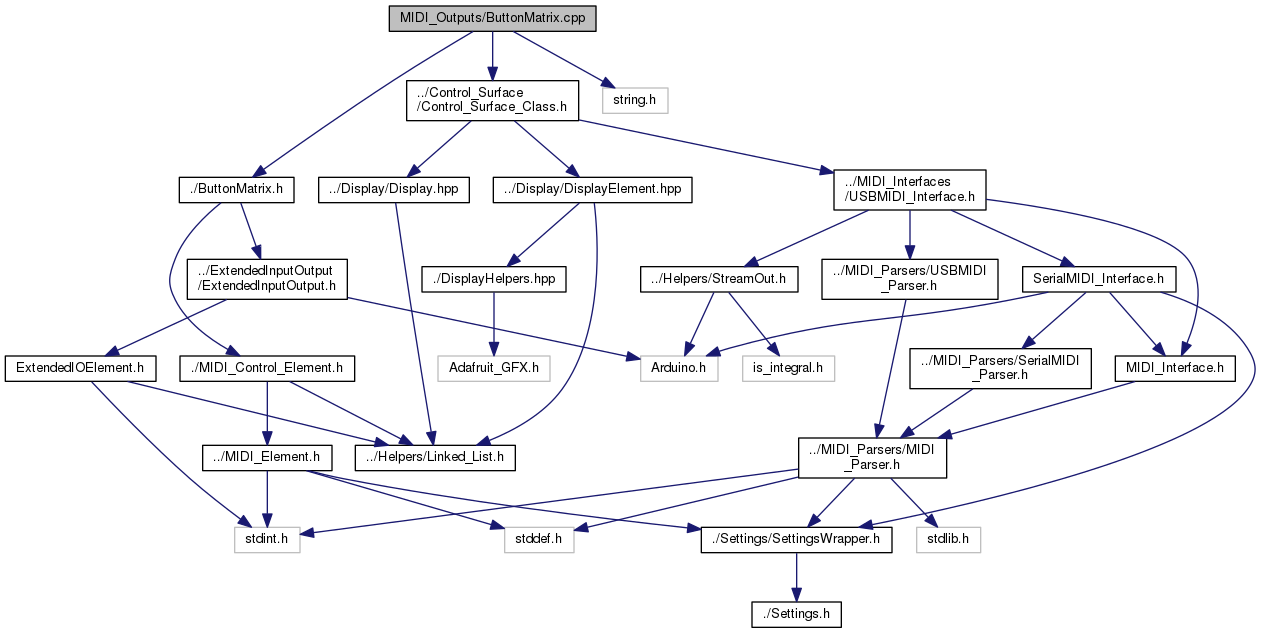 MIDI_Outputs/ButtonMatrix.cpp
../Control_Surface
/Control_Surface_Class.h
string.h
./ButtonMatrix.h
../Display/Display.hpp
../Display/DisplayElement.hpp
../MIDI_Interfaces
/USBMIDI_Interface.h
../ExtendedInputOutput
/ExtendedInputOutput.h
./DisplayHelpers.hpp
../Helpers/StreamOut.h
../MIDI_Parsers/USBMIDI
_Parser.h
SerialMIDI_Interface.h
ExtendedIOElement.h
./MIDI_Control_Element.h
Adafruit_GFX.h
Arduino.h
is_integral.h
../MIDI_Parsers/SerialMIDI
_Parser.h
MIDI_Interface.h
../MIDI_Element.h
../Helpers/Linked_List.h
../MIDI_Parsers/MIDI
_Parser.h
stdint.h
stddef.h
./Settings/SettingsWrapper.h
stdlib.h
./Settings.h